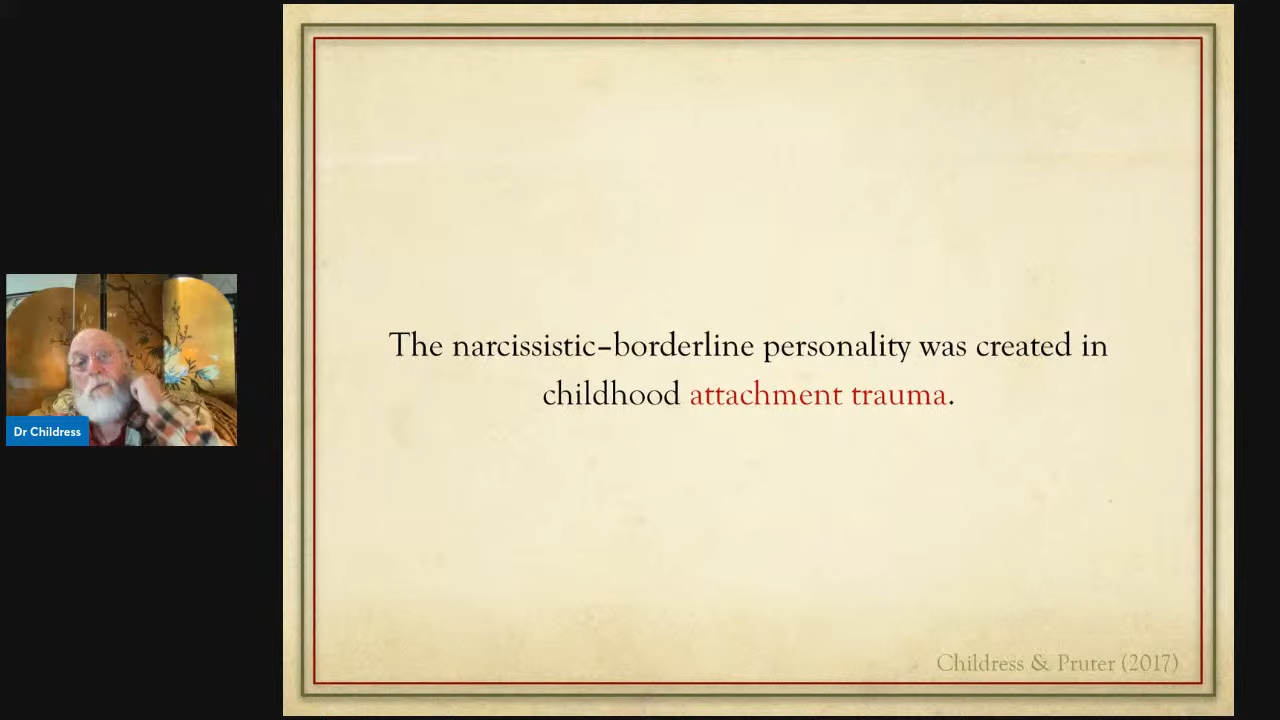 The narcissistic–borderline personality was created in
childhood attachment trauma.
Dr Childress
Childress & Pruter (2017)